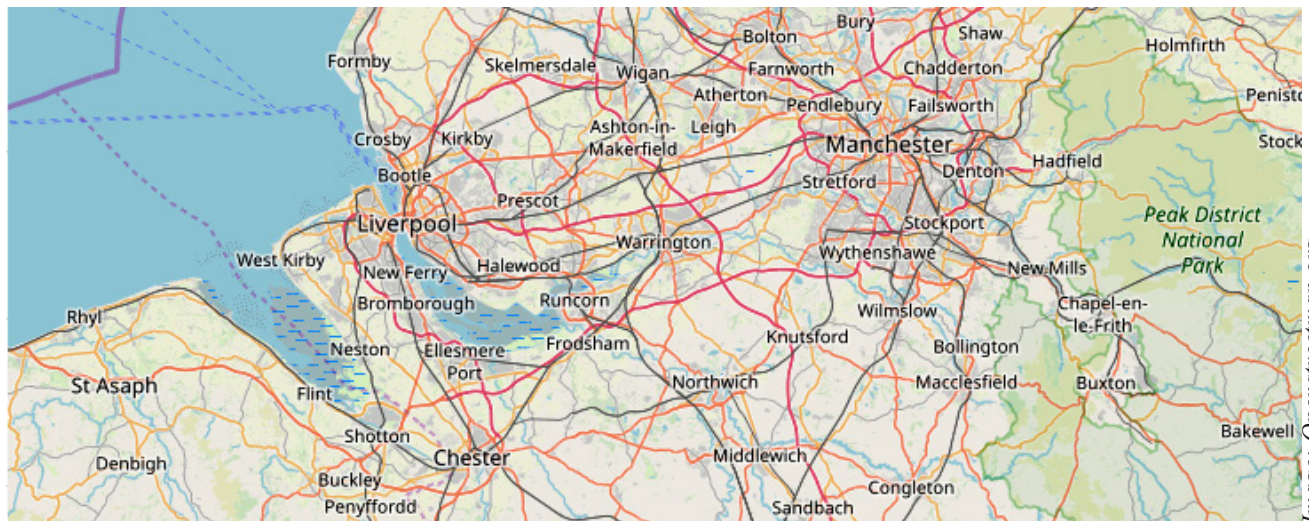 Bury
Bolton
Shaw
Holmfirth
Formby
Skelmersdale
Wigan
Farnworth
Chadderton
Atherton
Pendlebury
Failsworth
Crosby
Kirkby
Ashton-in-
Makerfield
Leigh
Manchester
Hadfield
Bootle
Denton
Stretford
Prescot
Liverpool
Stockport
Peak District
National
Park
Warrington
Wythenshawe
West Kirby
New Ferry
Halewood
New Mills
Bromborough
Runcorn
Chapel-en-
le-Frith
Rhyl
Wilmslow
Knutsford
Frodsham
Neston
Ellesmere
Port
Bollington
St Asaph
Northwich
Macclesfield
Buxton
Flint
Shotton
Bakewell
Chester
Middlewich
Denbigh
Buckley
Congleton
Penyffordd
Sandbach